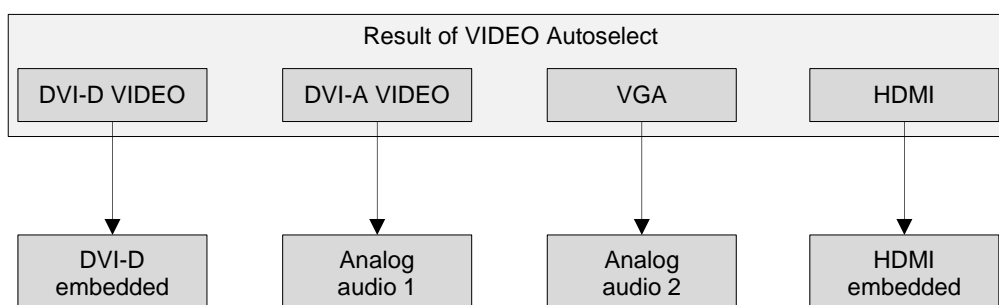 Result of VIDEO Autoselect
DVI-D VIDEO
DVI-A VIDEO
VGA
HDMI
DVI-D
embedded
Analog
audio 1
Analog
audio 2
HDMI
embedded